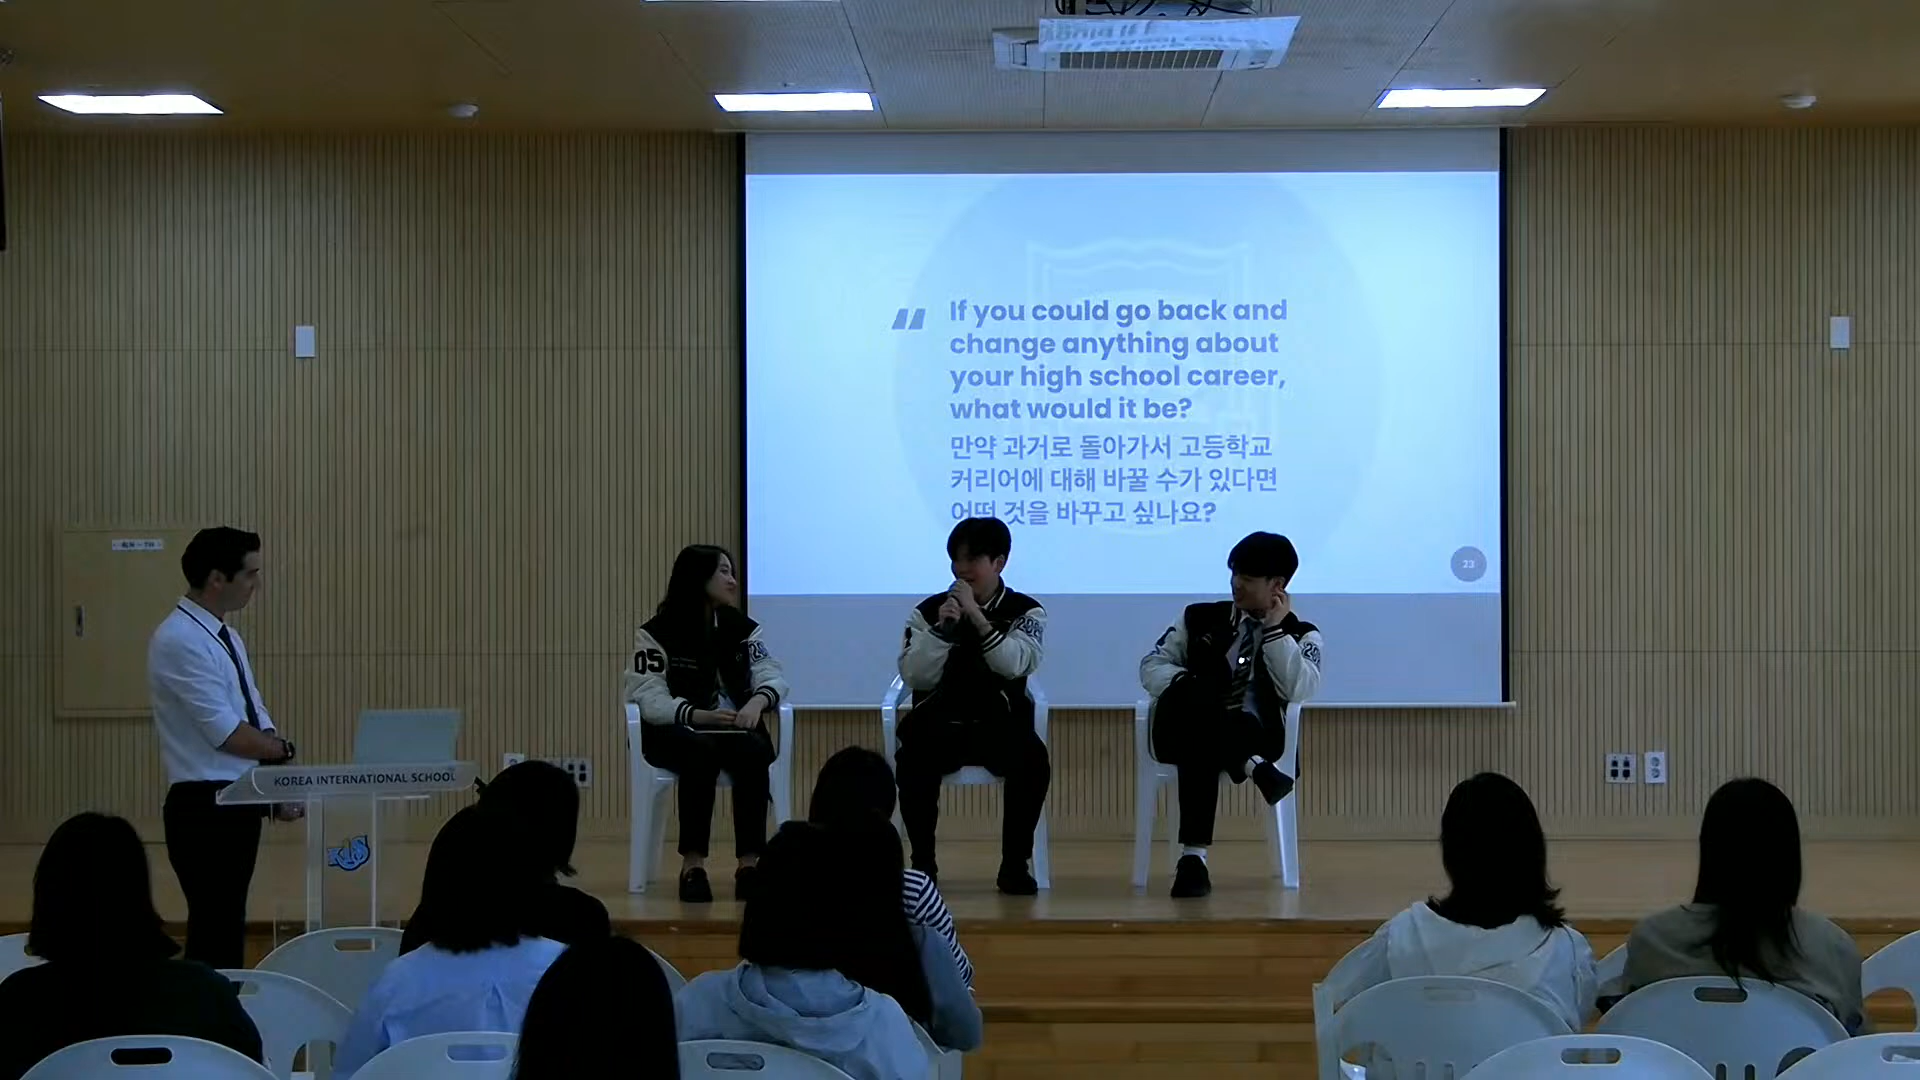 If you could go back and
change anything about
your high school career,
what would it be?
만약 과거로 돌아가서 고등학교
커리어에 대해 바꿀 수가 있다면
어떤 것을 바꾸고 싶나요?
23
05
KOREA INTERNATIONAL SCHOOL
KIS